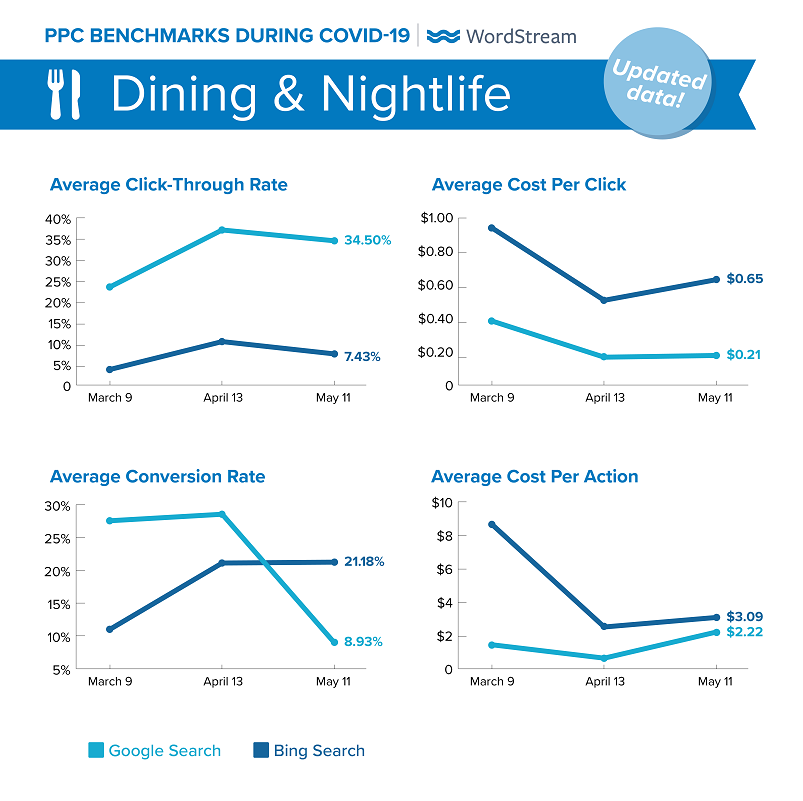 PPC BENCHMARKS DURING COVID-19 | WordStream
Dining & Nightlife
Updated
data!
Average Click-Through Rate
40%
35%
30%
25%
20%
15%
10%
5%
0
34.50%
7.43%
March 9 April 13 May 11
Average Cost Per Click
$1.00
$0.80
$0.60
$0.40
$0.20
0
$0.65
$0.21
March 9 April 13 May 11
Average Conversion Rate
30%
25%
20%
15%
10%
5%
21.18%
8.93%
March 9 April 13 May 11
Average Cost Per Action
$10
$8
$6
$4
$2
0
$3.09
$2.22
March 9 April 13 May 11
Google Search Bing Search